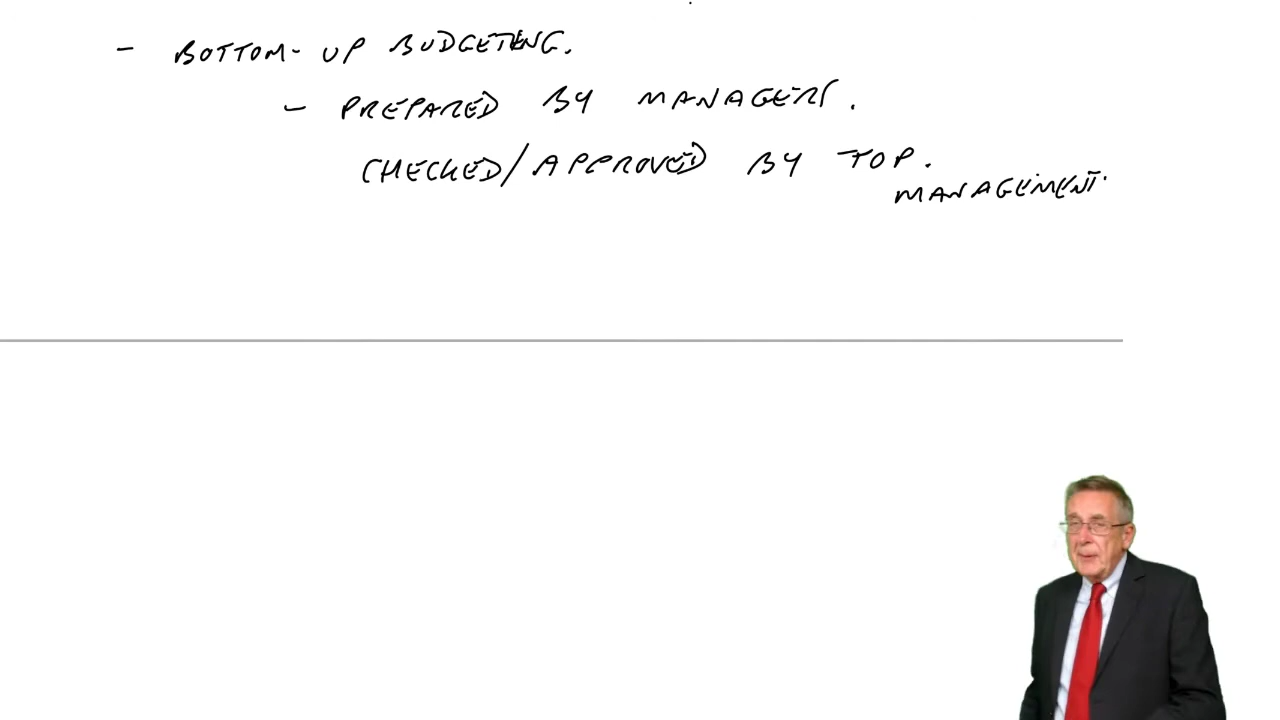 - BOTTOM-UP BUDGETING.
- PREPARED BY MANAGERS.
CHECKED/APPROVED BY TOP.
MANAGEMENT.